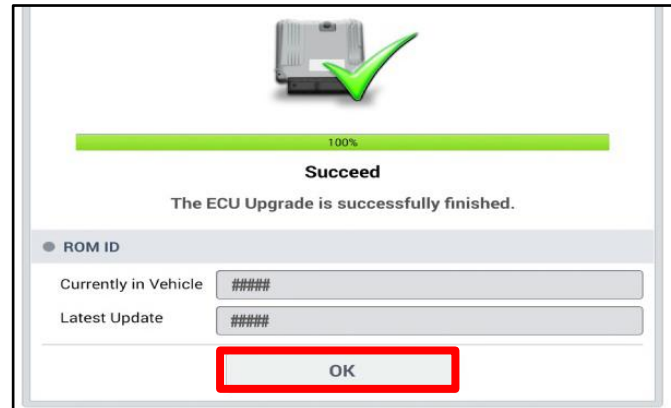 100%
Succeed
The ECU Upgrade is successfully finished.
ROM ID
Currently in Vehicle #####
Latest Update #####
OK